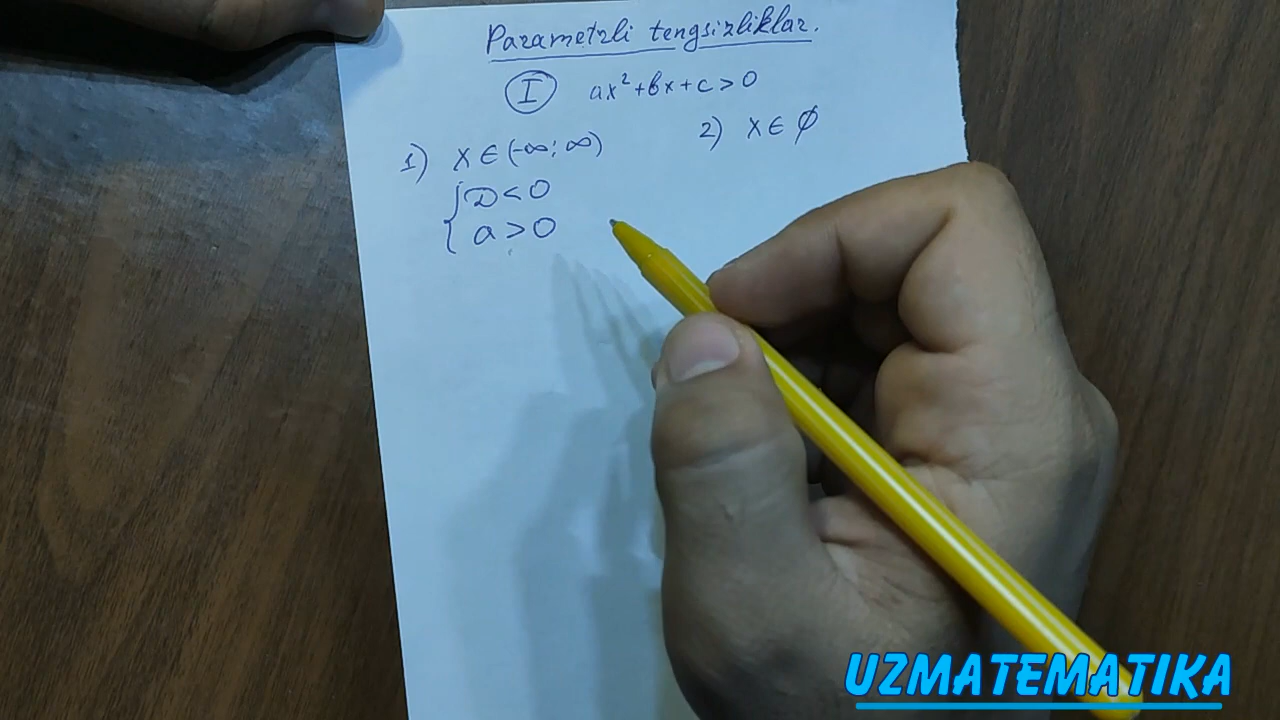 Parametrli tengsizliklar.
I ax²+bx+c>0
1) x∈(-∞;∞)
{D<0
a>0
2) x∈∅
UZMATEMATIKA